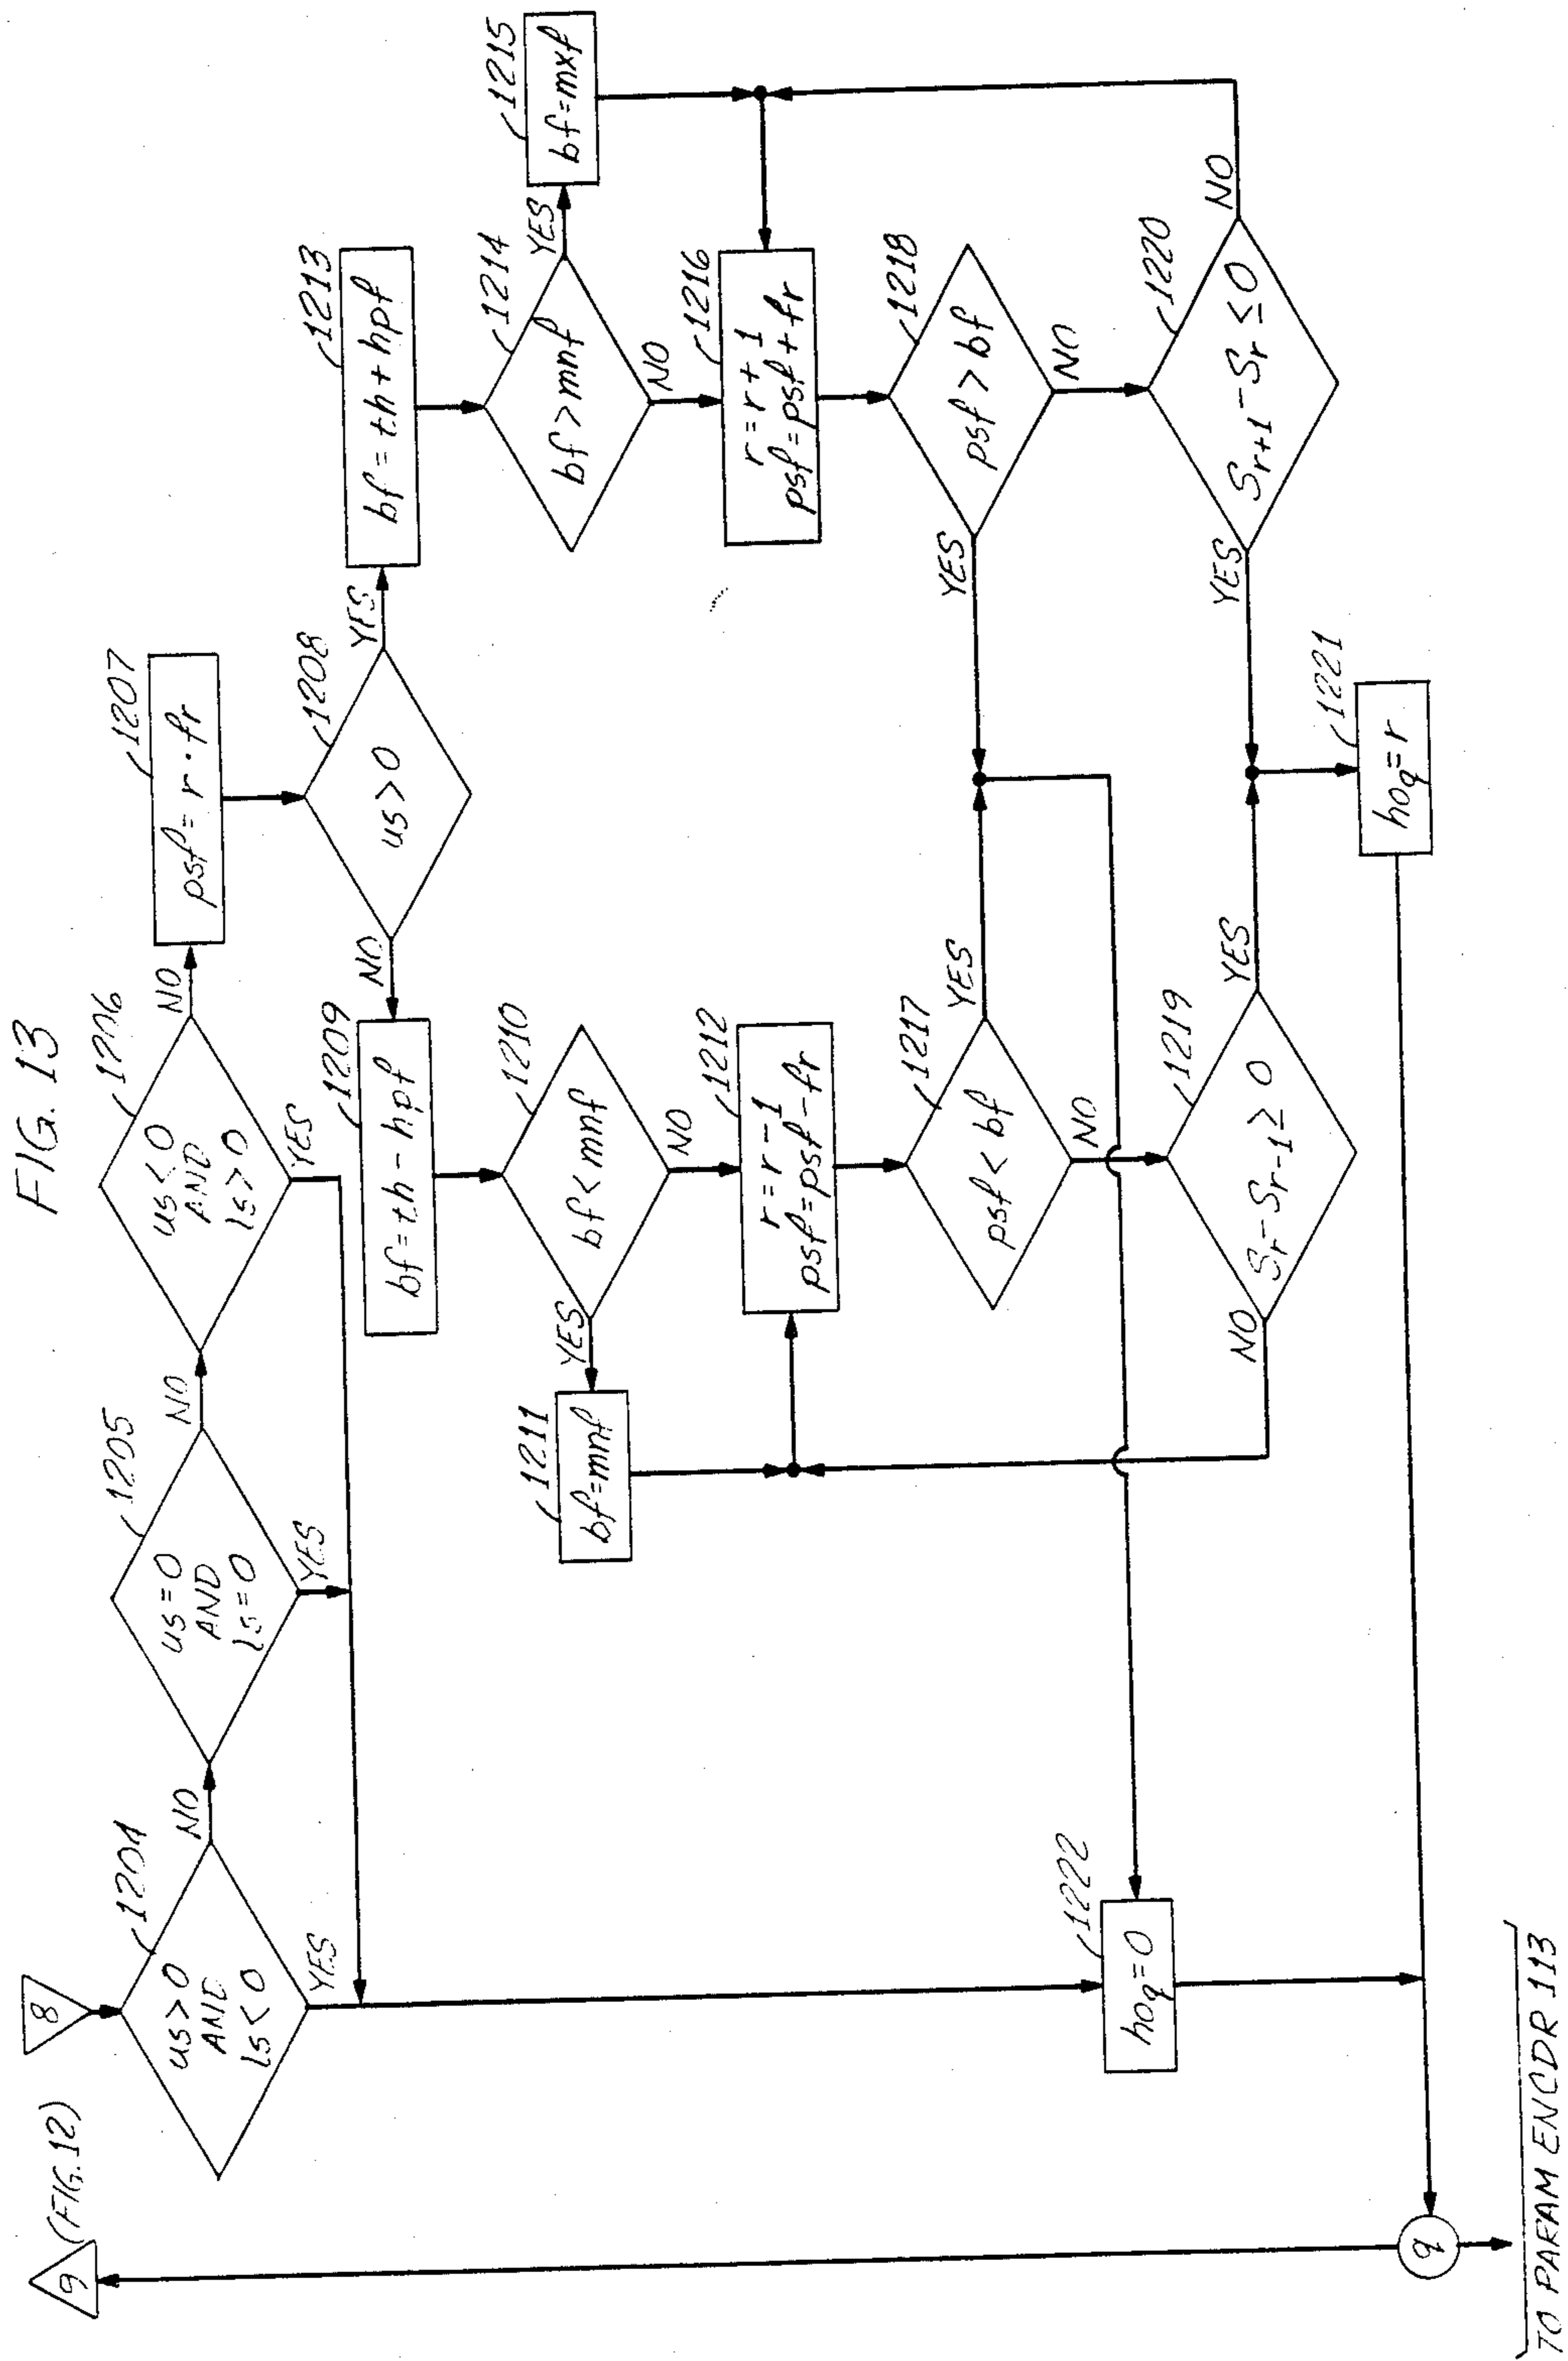 FIG. 13
8
9
(FIG. 12)
1204
us>0
AND
ls<0
NO
YES
1205
us=0
AND
ls=0
NO
YES
1206
us<0
AND
ls>0
NO
YES
1207
psf=r·fr
1208
us>0
YES
NO
1209
bf=th-hpf
1210
bf<mnf
YES
NO
1211
bf=mnf
1212
r=r-1
psf=psf-fr
1213
bf=th+hpf
1214
bf>mnf
YES
NO
1215
bf=mxf
1216
r=r+1
psf=psf+fr
1217
psf<bf
YES
NO
1218
psf>bf
YES
NO
1219
Sr-Sr-1≥0
YES
NO
1220
Sr+1-Sr≤0
YES
NO
1221
hoq=r
1222
hoq=0
q
TO PARAM ENCDR 113